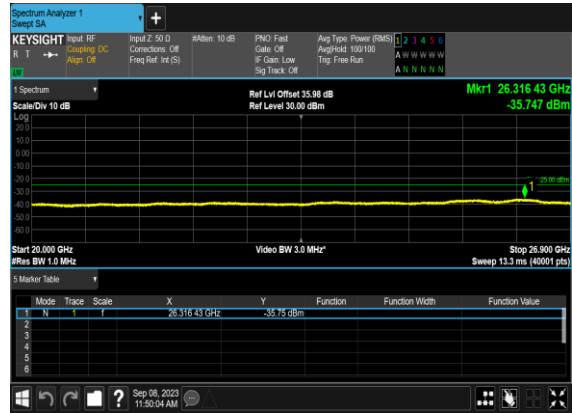 Spectrum Analyzer 1
Swept SA
+
KEYSIGHT
R T
LW
Input: RF
Coupling: DC
Align: Off
Input Z: 50 Ω
Corrections: Off
Freq Ref: Int (S)
#Atten: 10 dB
PNO: Fast
Gate: Off
IF Gain: Low
Sig Track: Off
Avg Type: Power (RMS)
Avg|Hold: 100/100
Trig: Free Run
1 2 3 4 5 6
A W W W W W
A N N N N N
1 Spectrum
Scale/Div 10 dB
Ref Lvl Offset 35.98 dB
Ref Level 30.00 dBm
Mkr1 26.316 43 GHz
-35.747 dBm
Log
20.0
10.0
0.00
-10.0
-20.0
-30.0
-40.0
-50.0
-60.0
-25.00 dBm
1
Start 20.000 GHz
#Res BW 1.0 MHz
Video BW 3.0 MHz*
Stop 26.900 GHz
Sweep 13.3 ms (40001 pts)
5 Marker Table
Mode Trace Scale X Y Function Function Width Function Value
1 N 1 f 26.316 43 GHz -35.75 dBm
2
3
4
5
6
?
Sep 08, 2023
11:50:04 AM